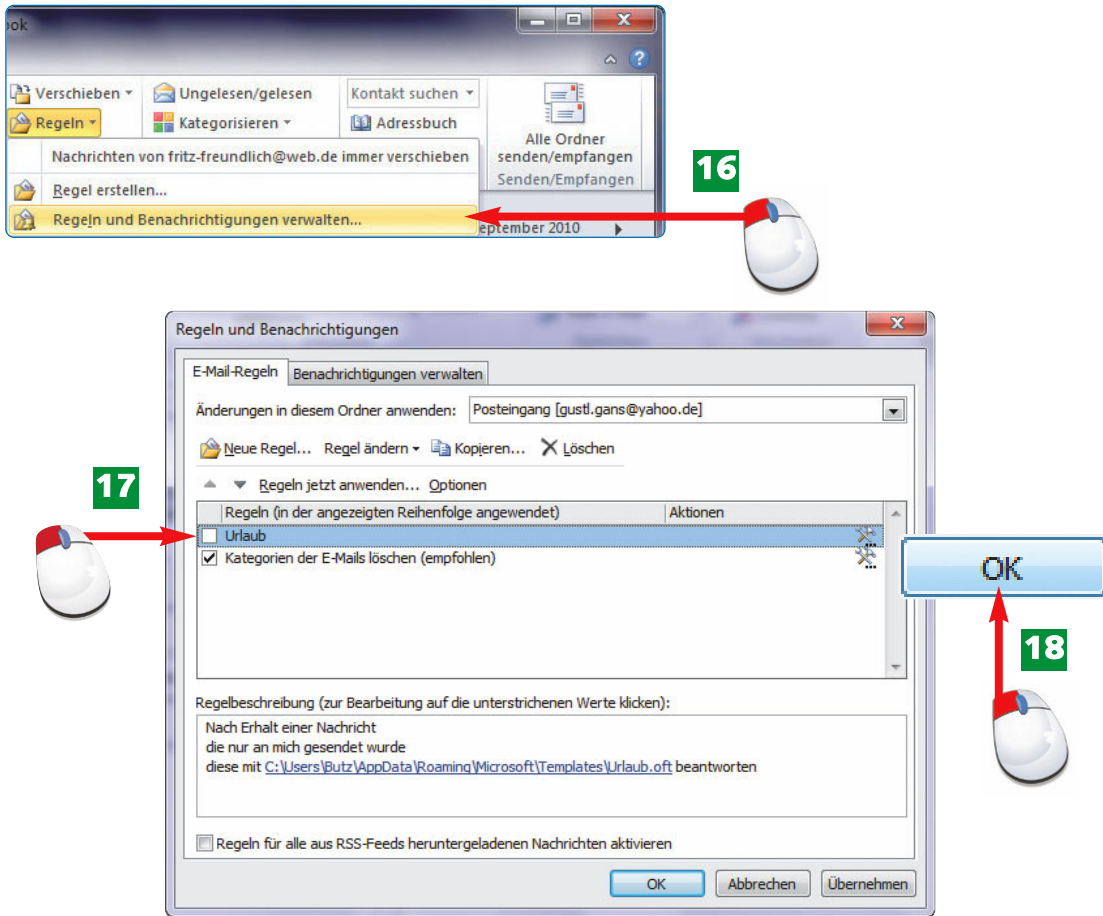 ook
Verschieben Ungelesen/gelesen Kontakt suchen
Regeln Kategorisieren Adressbuch
Alle Ordner
senden/empfangen
Senden/Empfangen
Nachrichten von fritz-freundlich@web.de immer verschieben
Regel erstellen...
Regeln und Benachrichtigungen verwalten...
eptember 2010
16
Regeln und Benachrichtigungen
E-Mail-Regeln Benachrichtigungen verwalten
Änderungen in diesem Ordner anwenden: Posteingang [gustl.gans@yahoo.de]
Neue Regel... Regel ändern Kopieren... Löschen
Regeln jetzt anwenden... Optionen
17
Regeln (in der angezeigten Reihenfolge angewendet) Aktionen
Urlaub
Kategorien der E-Mails löschen (empfohlen)
OK
18
Regelbeschreibung (zur Bearbeitung auf die unterstrichenen Werte klicken):
Nach Erhalt einer Nachricht
die nur an mich gesendet wurde
diese mit C:\Users\Butz\AppData\Roaming\Microsoft\Templates\Urlaub.oft beantworten
Regeln für alle aus RSS-Feeds heruntergeladenen Nachrichten aktivieren
OK Abbrechen Übernehmen